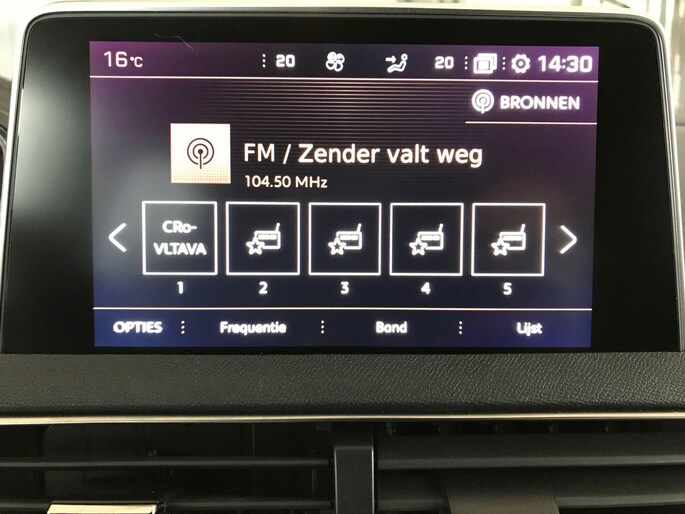 16°C 20 20 14:30
BRONNEN
FM / Zender valt weg
104.50 MHz
CRo-
VLTAVA
1 2 3 4 5
OPTIES Frequentie Band Lijst